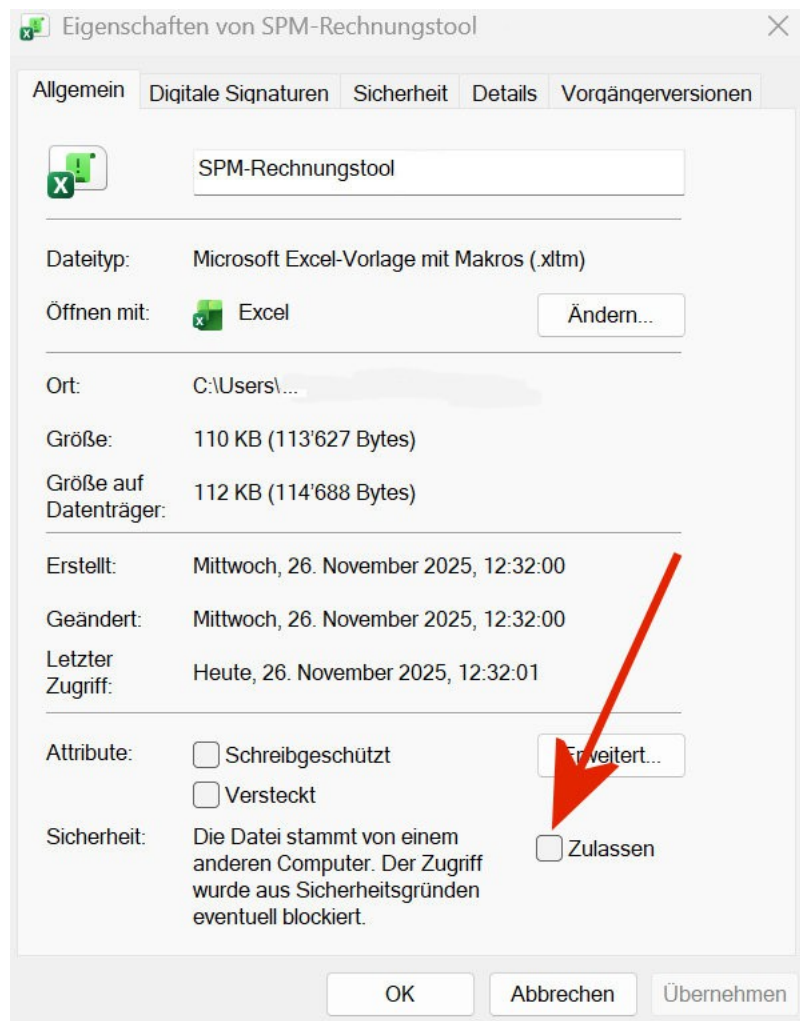 Eigenschaften von SPM-Rechnungstool
Allgemein Digitale Signaturen Sicherheit Details Vorgängerversionen
SPM-Rechnungstool
Dateityp: Microsoft Excel-Vorlage mit Makros (.xltm)
Öffnen mit: Excel Ändern...
Ort: C:\Users\...
Größe: 110 KB (113’627 Bytes)
Größe auf
Datenträger: 112 KB (114’688 Bytes)
Erstellt: Mittwoch, 26. November 2025, 12:32:00
Geändert: Mittwoch, 26. November 2025, 12:32:00
Letzter
Zugriff: Heute, 26. November 2025, 12:32:01
Attribute: Schreibgeschützt Erweitert...
Versteckt
Sicherheit: Die Datei stammt von einem
anderen Computer. Der Zugriff
wurde aus Sicherheitsgründen
eventuell blockiert.
Zulassen
OK Abbrechen Übernehmen